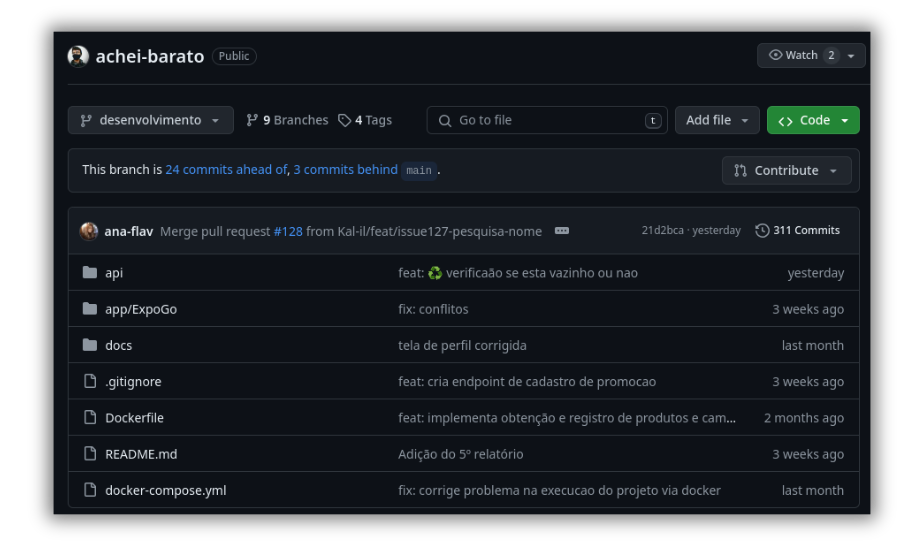 achei-barato Public Watch 2
desenvolvimento 9 Branches 4 Tags Go to file t Add file Code
This branch is 24 commits ahead of, 3 commits behind main. Contribute
ana-flav Merge pull request #128 from Kal-il/feat/issue127-pesquisa-nome 21d2bca · yesterday 311 Commits
api feat: ♻️ verificaão se esta vazinho ou nao yesterday
app/ExpoGo fix: conflitos 3 weeks ago
docs tela de perfil corrigida last month
.gitignore feat: cria endpoint de cadastro de promocao 3 weeks ago
Dockerfile feat: implementa obtenção e registro de produtos e cam... 2 months ago
README.md Adição do 5º relatório 3 weeks ago
docker-compose.yml fix: corrige problema na execucao do projeto via docker last month